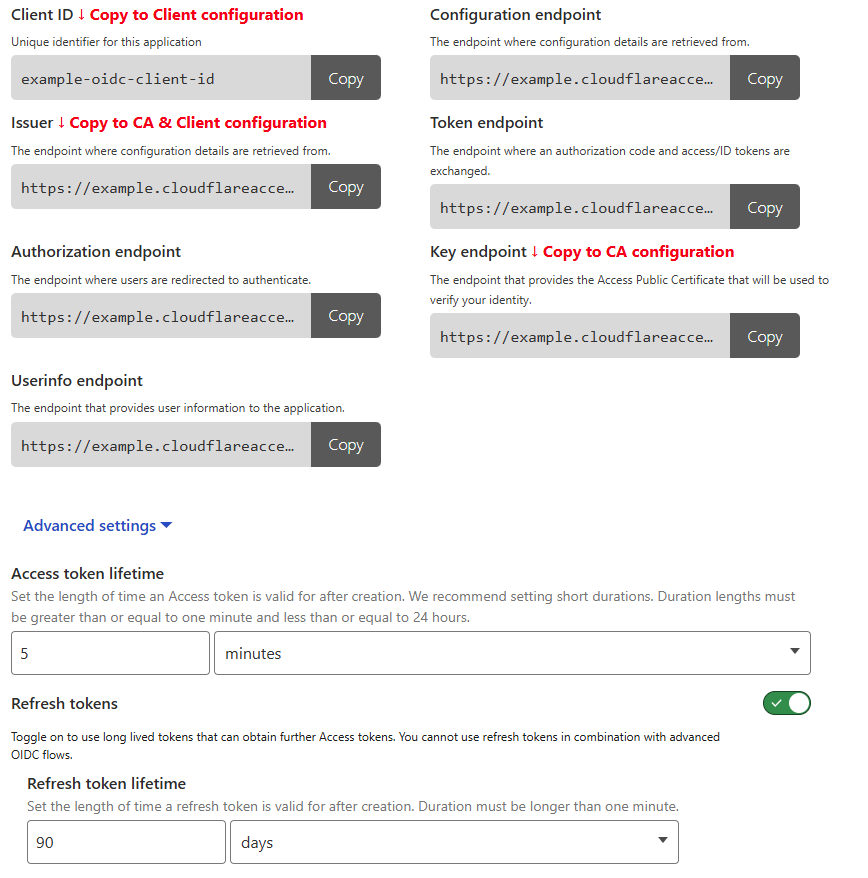 Client ID ↓ Copy to Client configuration
Unique identifier for this application
example-oidc-client-id
Copy
Configuration endpoint
The endpoint where configuration details are retrieved from.
https://example.cloudflareacce…
Copy
Issuer ↓ Copy to CA & Client configuration
The endpoint where configuration details are retrieved from.
https://example.cloudflareacce…
Copy
Token endpoint
The endpoint where an authorization code and access/ID tokens are
exchanged.
https://example.cloudflareacce…
Copy
Authorization endpoint
The endpoint where users are redirected to authenticate.
https://example.cloudflareacce…
Copy
Key endpoint ↓ Copy to CA configuration
The endpoint that provides the Access Public Certificate that will be used to
verify your identity.
https://example.cloudflareacce…
Copy
Userinfo endpoint
The endpoint that provides user information to the application.
https://example.cloudflareacce…
Copy
Advanced settings
Access token lifetime
Set the length of time an Access token is valid for after creation. We recommend setting short durations. Duration lengths must
be greater than or equal to one minute and less than or equal to 24 hours.
5
minutes
Refresh tokens
Toggle on to use long lived tokens that can obtain further Access tokens. You cannot use refresh tokens in combination with advanced
OIDC flows.
Refresh token lifetime
Set the length of time a refresh token is valid for after creation. Duration must be longer than one minute.
90
days